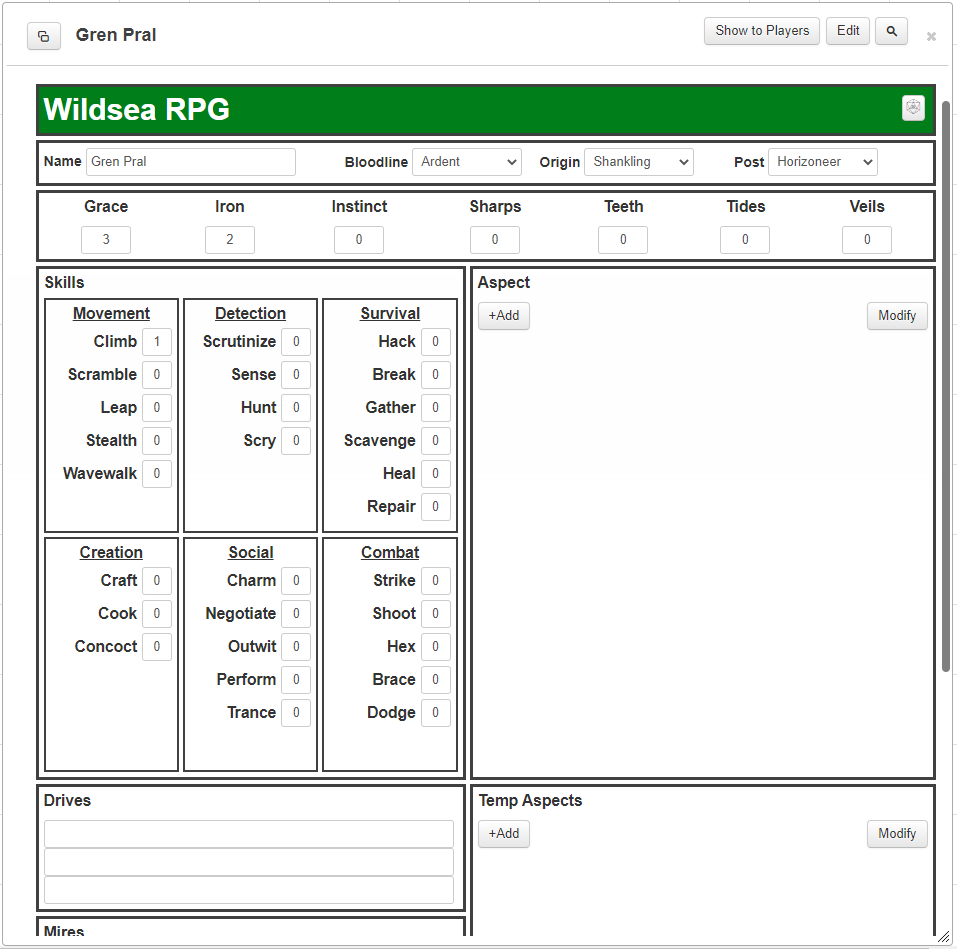 Gren Pral
Show to Players Edit
Wildsea RPG
Name Gren Pral Bloodline Ardent Origin Shankling Post Horizoneer
Grace Iron Instinct Sharps Teeth Tides Veils
3 2 0 0 0 0 0
Skills
Movement
Climb 1
Scramble 0
Leap 0
Stealth 0
Wavewalk 0
Detection
Scrutinize 0
Sense 0
Hunt 0
Scry 0
Survival
Hack 0
Break 0
Gather 0
Scavenge 0
Heal 0
Repair 0
Creation
Craft 0
Cook 0
Concoct 0
Social
Charm 0
Negotiate 0
Outwit 0
Perform 0
Trance 0
Combat
Strike 0
Shoot 0
Hex 0
Brace 0
Dodge 0
Aspect
+Add Modify
Drives
Temp Aspects
+Add Modify
Mires